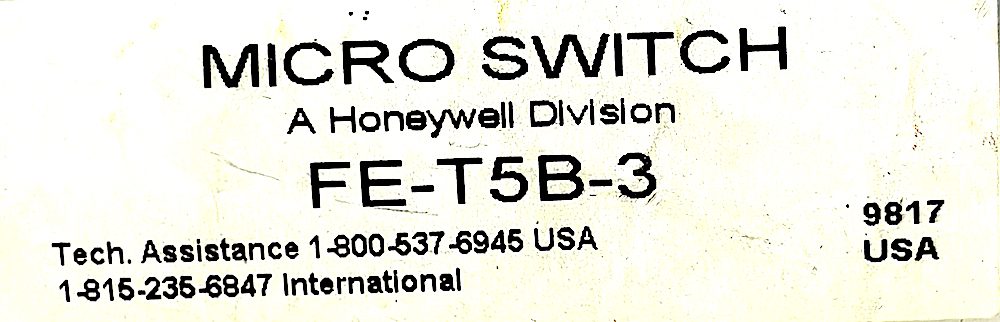 MICRO SWITCH
A Honeywell Division
FE-T5B-3
Tech. Assistance 1-800-537-6945 USA
1-815-235-6847 International
9817
USA